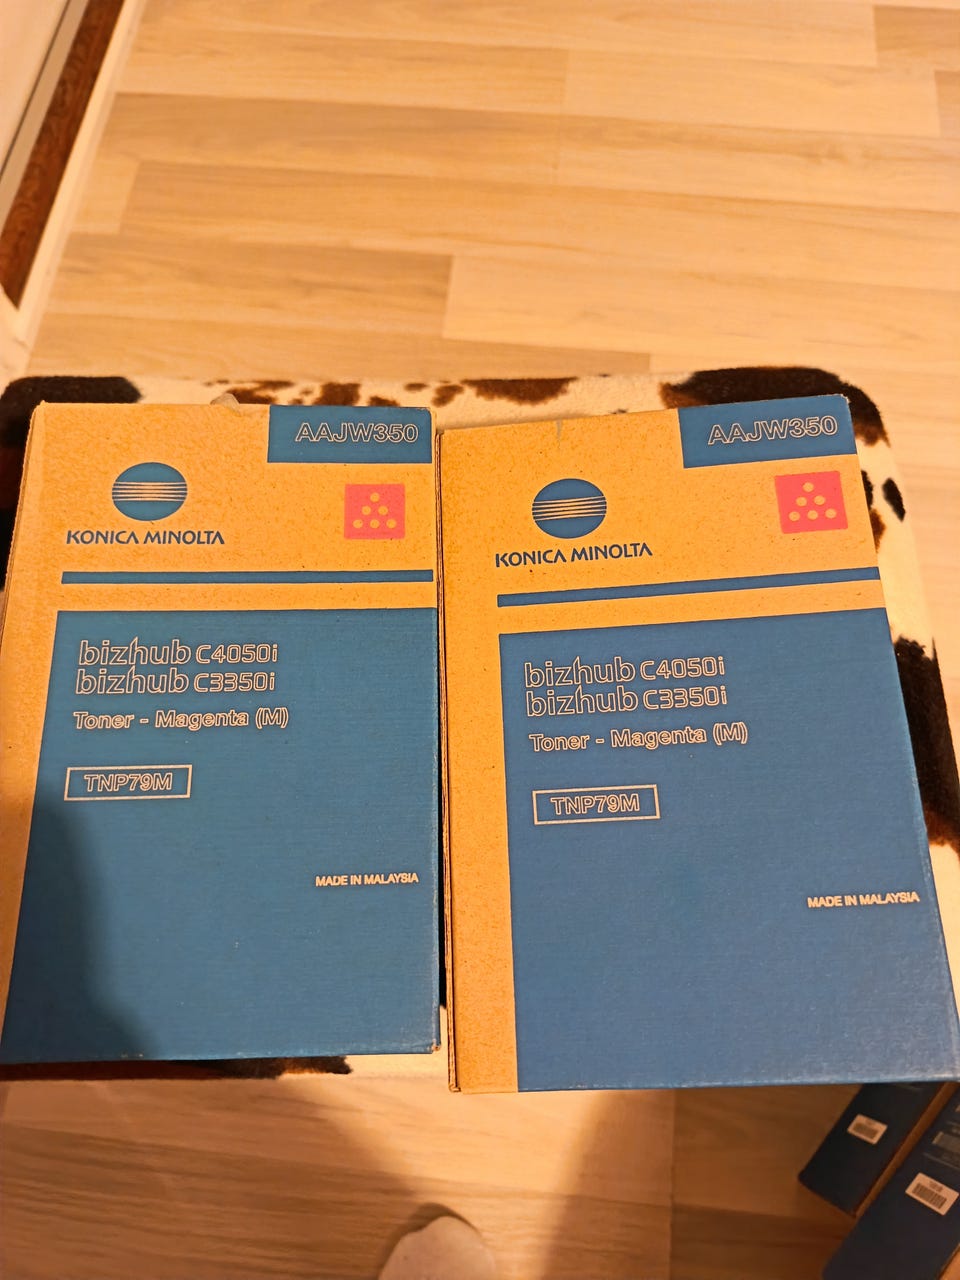 AAJW350
KONICA MINOLTA
bizhub C4050i
bizhub C3350i
Toner - Magenta (M)
TNP79M
MADE IN MALAYSIA
AAJW350
KONICA MINOLTA
bizhub C4050i
bizhub C3350i
Toner - Magenta (M)
TNP79M
MADE IN MALAYSIA